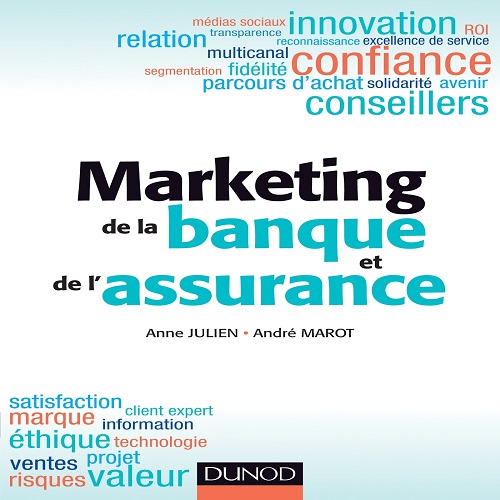 médias sociaux innovation ROI
relation transparence reconnaissance excellence de service
multicanal confiance
segmentation fidélité
parcours d'achat solidarité avenir
conseillers
Marketing
de la banque
et
de l'assurance
Anne JULIEN • André MAROT
satisfaction
marque client expert
information
éthique technologie
ventes projet
risques valeur
DUNOD